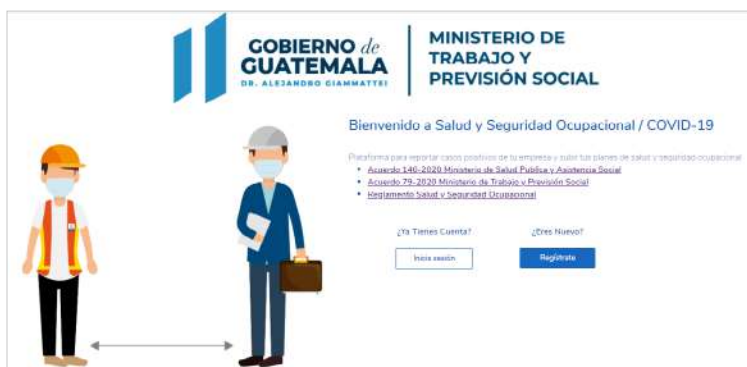 GOBIERNO de
GUATEMALA
DR. ALEJANDRO GIAMMATTEI
MINISTERIO DE
TRABAJO Y
PREVISIÓN SOCIAL
Bienvenido a Salud y Seguridad Ocupacional / COVID-19
Plataforma para reportar casos positivos de tu empresa y subir tus planes de salud y seguridad ocupacional
Acuerdo 146-2020 Ministerio de Salud Publica y Asistencia Social
Acuerdo 79-2020 Ministerio de Trabajo y Previsión Social
Reglamento Salud y Seguridad Ocupacional
¿Ya Tienes Cuenta? ¿Eres Nuevo?
Inicia sesión Regístrate